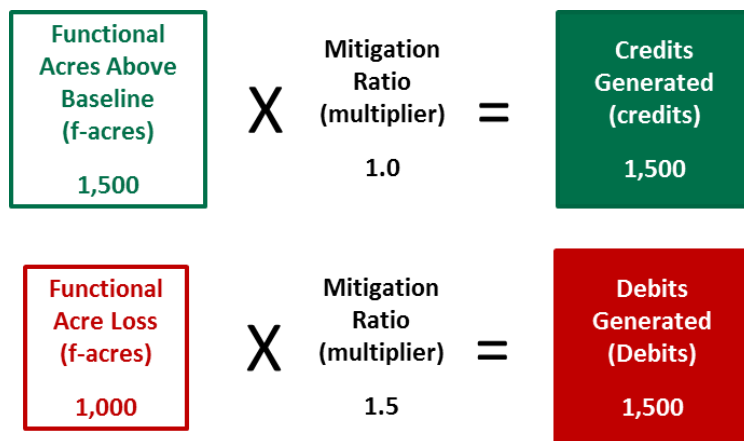 Functional
Acres Above
Baseline
(f-acres)
1,500
X
Mitigation
Ratio
(multiplier)
1.0
=
Credits
Generated
(credits)
1,500
Functional
Acre Loss
(f-acres)
1,000
X
Mitigation
Ratio
(multiplier)
1.5
=
Debits
Generated
(Debits)
1,500